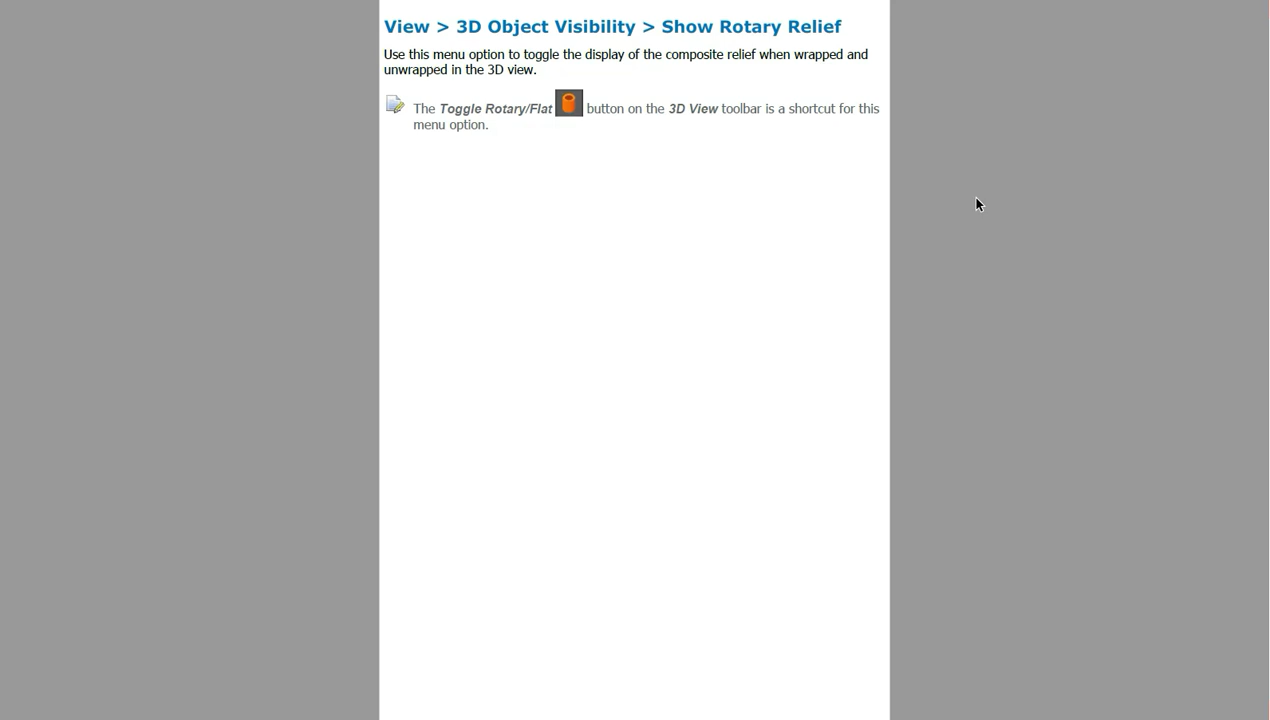 View > 3D Object Visibility > Show Rotary Relief
Use this menu option to toggle the display of the composite relief when wrapped and
unwrapped in the 3D view.
The Toggle Rotary/Flat button on the 3D View toolbar is a shortcut for this
menu option.